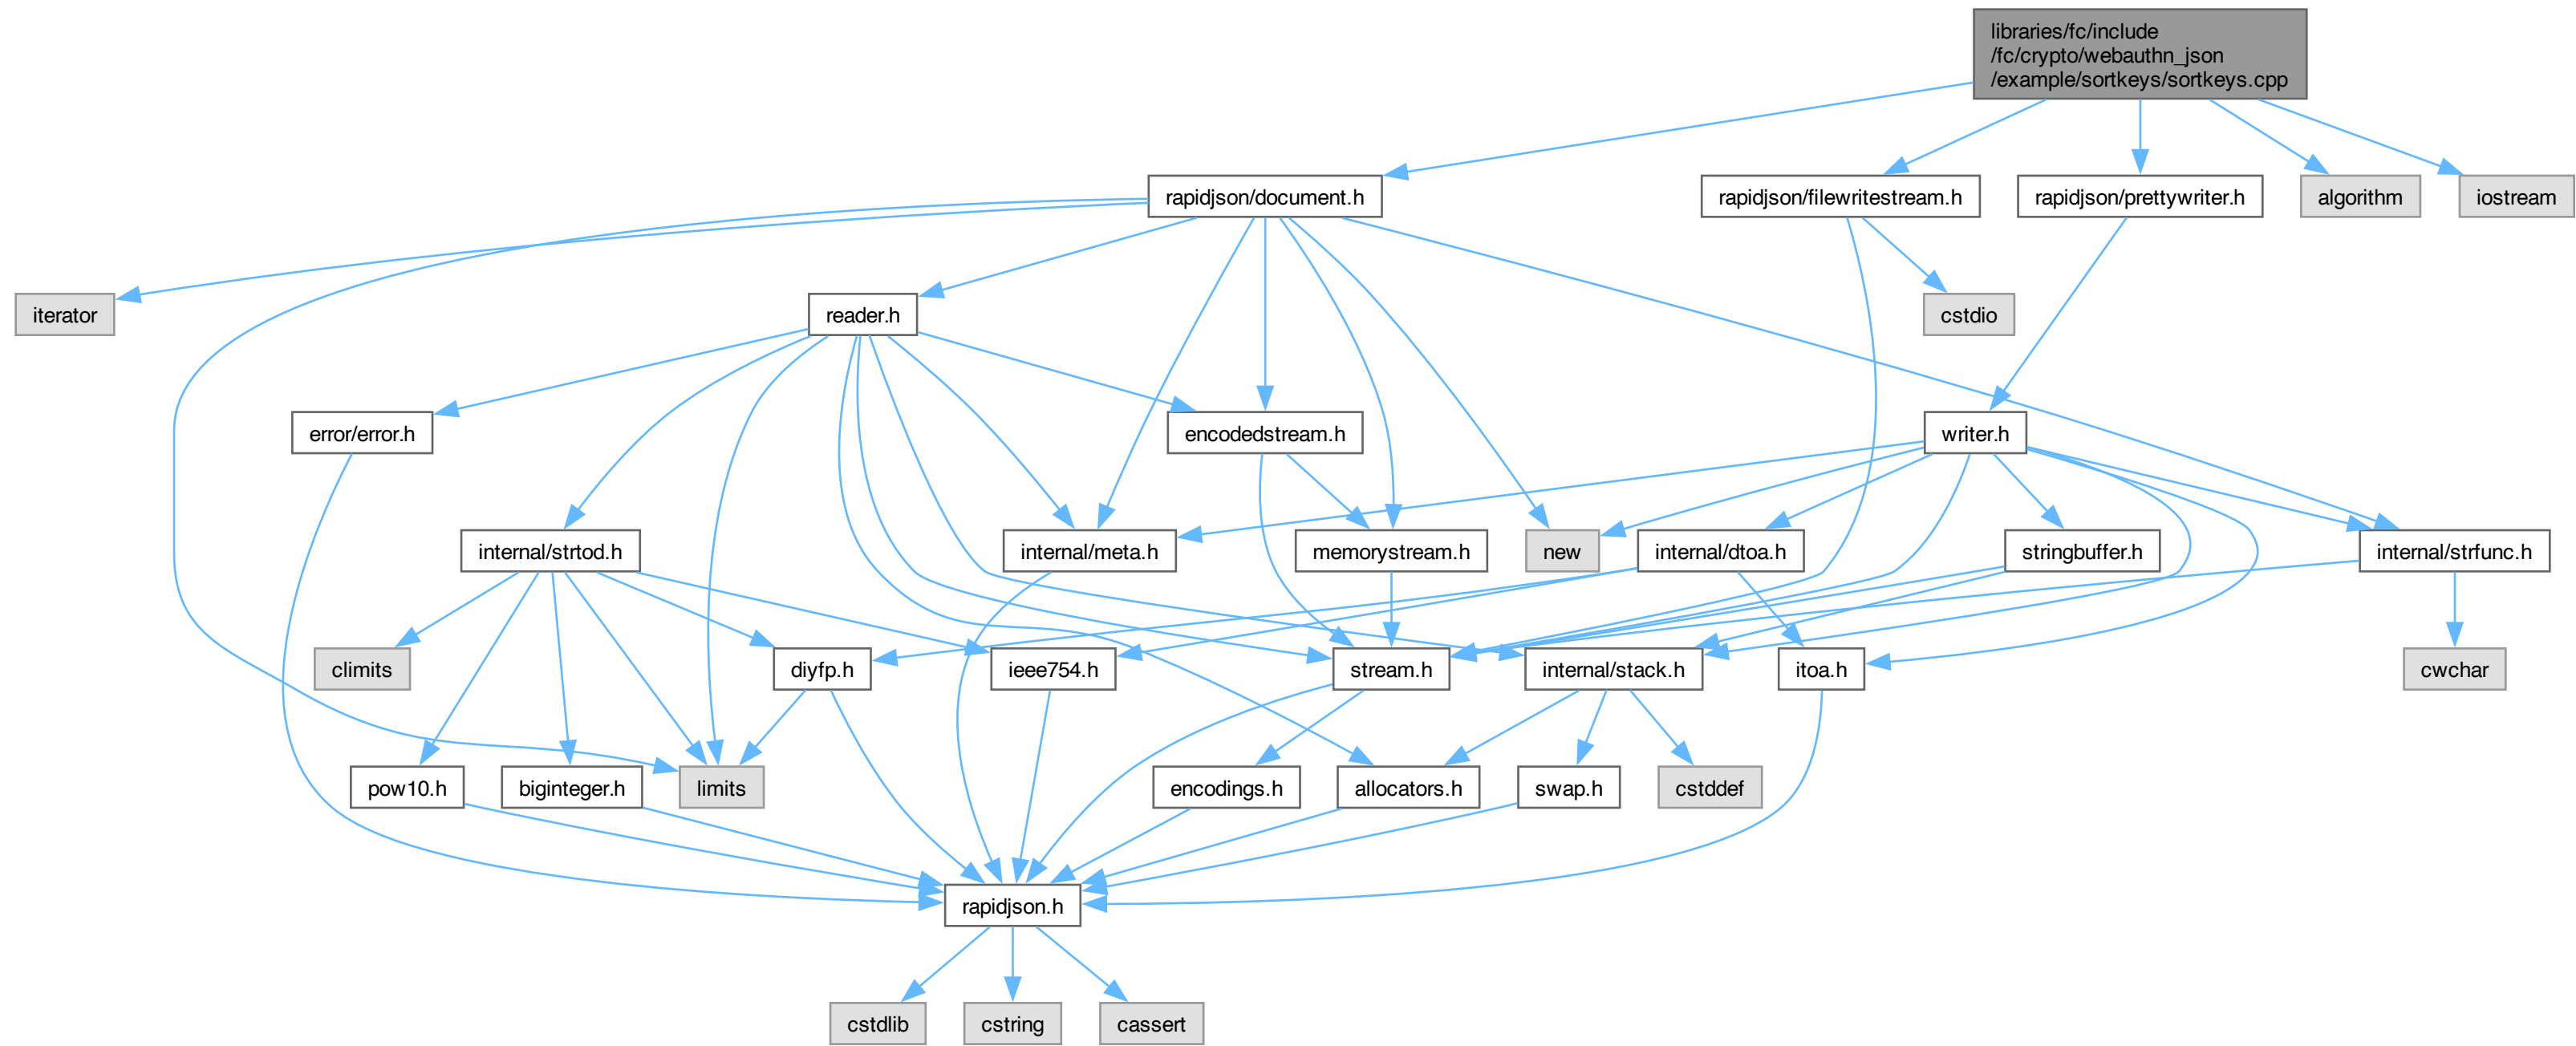 libraries/fc/include
/fc/crypto/webauthn_json
/example/sortkeys/sortkeys.cpp
rapidjson/document.h
rapidjson/filewritestream.h
rapidjson/prettywriter.h
algorithm
iostream
iterator
reader.h
cstdio
error/error.h
encodedstream.h
writer.h
internal/strtod.h
internal/meta.h
memorystream.h
new
internal/dtoa.h
stringbuffer.h
internal/strfunc.h
climits
diyfp.h
ieee754.h
stream.h
internal/stack.h
itoa.h
cwchar
pow10.h
biginteger.h
limits
encodings.h
allocators.h
swap.h
cstddef
rapidjson.h
cstdlib
cstring
cassert